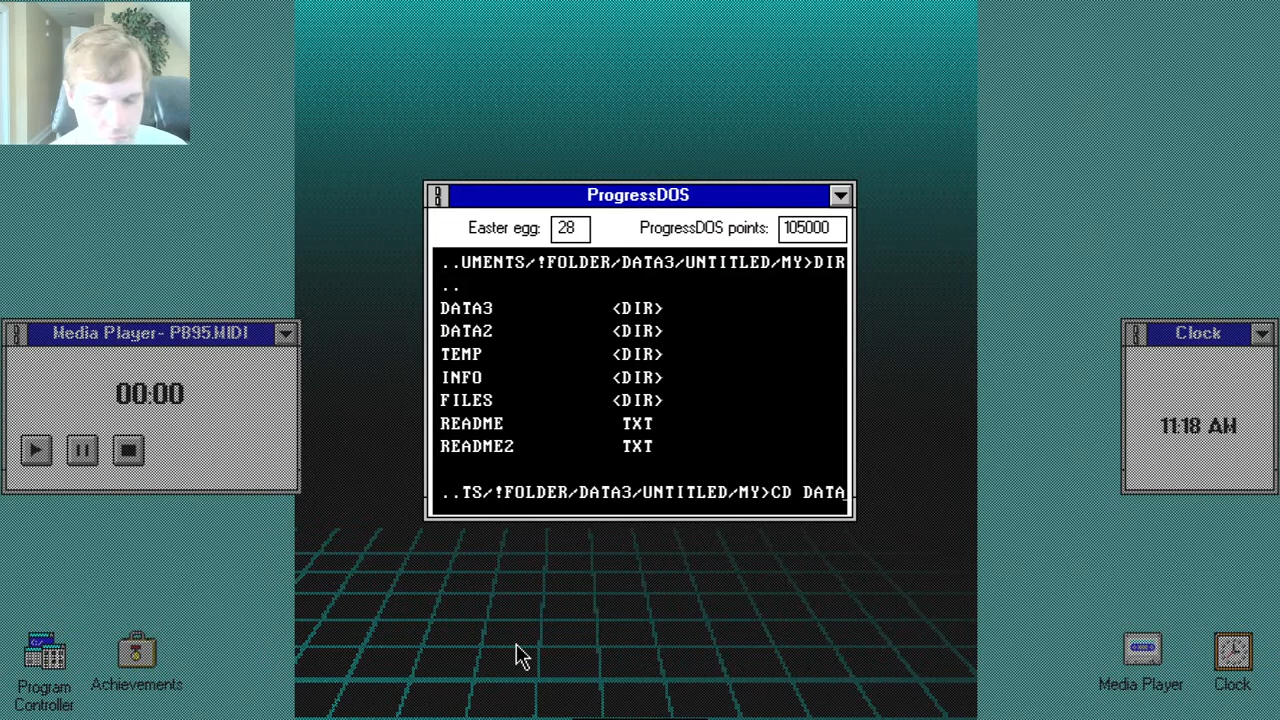 ProgressDOS
Easter egg: 28 ProgressDOS points: 105000
..UMENTS/!FOLDER/DATA3/UNTITLED/MY>DIR
..
DATA3 <DIR>
DATA2 <DIR>
TEMP <DIR>
INFO <DIR>
FILES <DIR>
README TXT
README2 TXT
..TS/!FOLDER/DATA3/UNTITLED/MY>CD DATA_
Media Player- PB95.MIDI
00:00
Clock
11:18 AM
Program
Controller
Achievements
Media Player
Clock